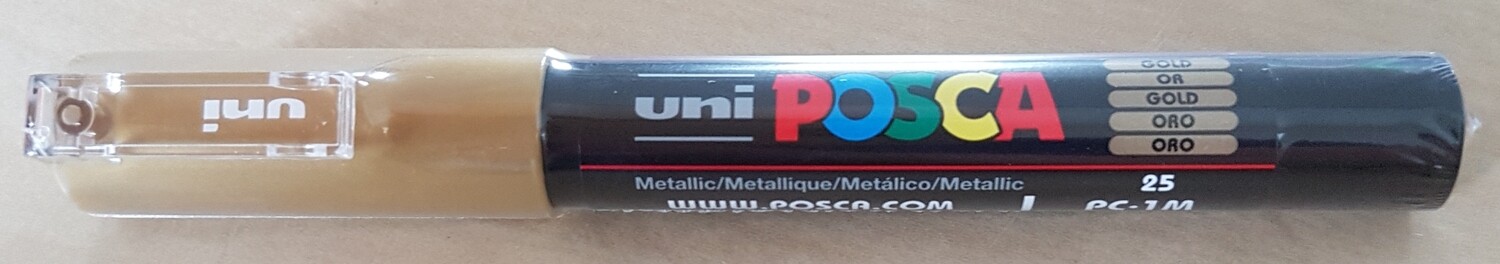 uni
uni POSCA
GOLD
OR
GOLD
ORO
ORO
Metallic/Metallique/Metálico/Metallic 25
WWW.POSCA.COM PC-1M